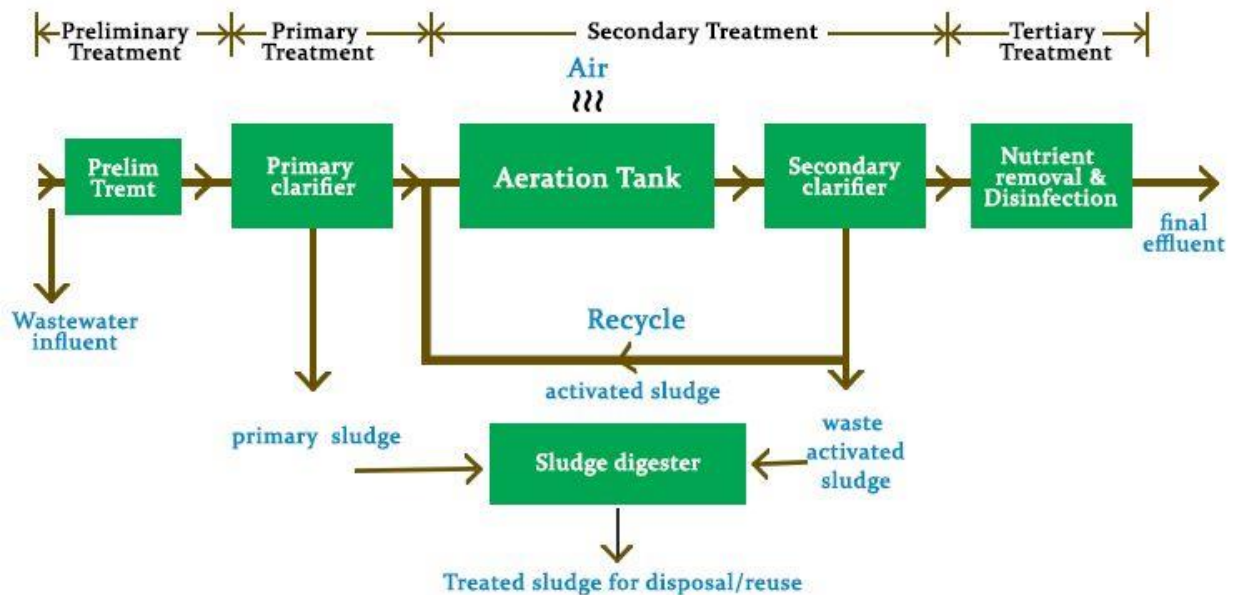 Preliminary
Treatment
Primary
Treatment
Secondary Treatment
Tertiary
Treatment
Air
Prelim
Tremt
Primary
clarifier
Aeration Tank
Secondary
clarifier
Nutrient
removal &
Disinfection
final
effluent
Wastewater
influent
Recycle
activated sludge
primary sludge
Sludge digester
waste
activated
sludge
Treated sludge for disposal/reuse